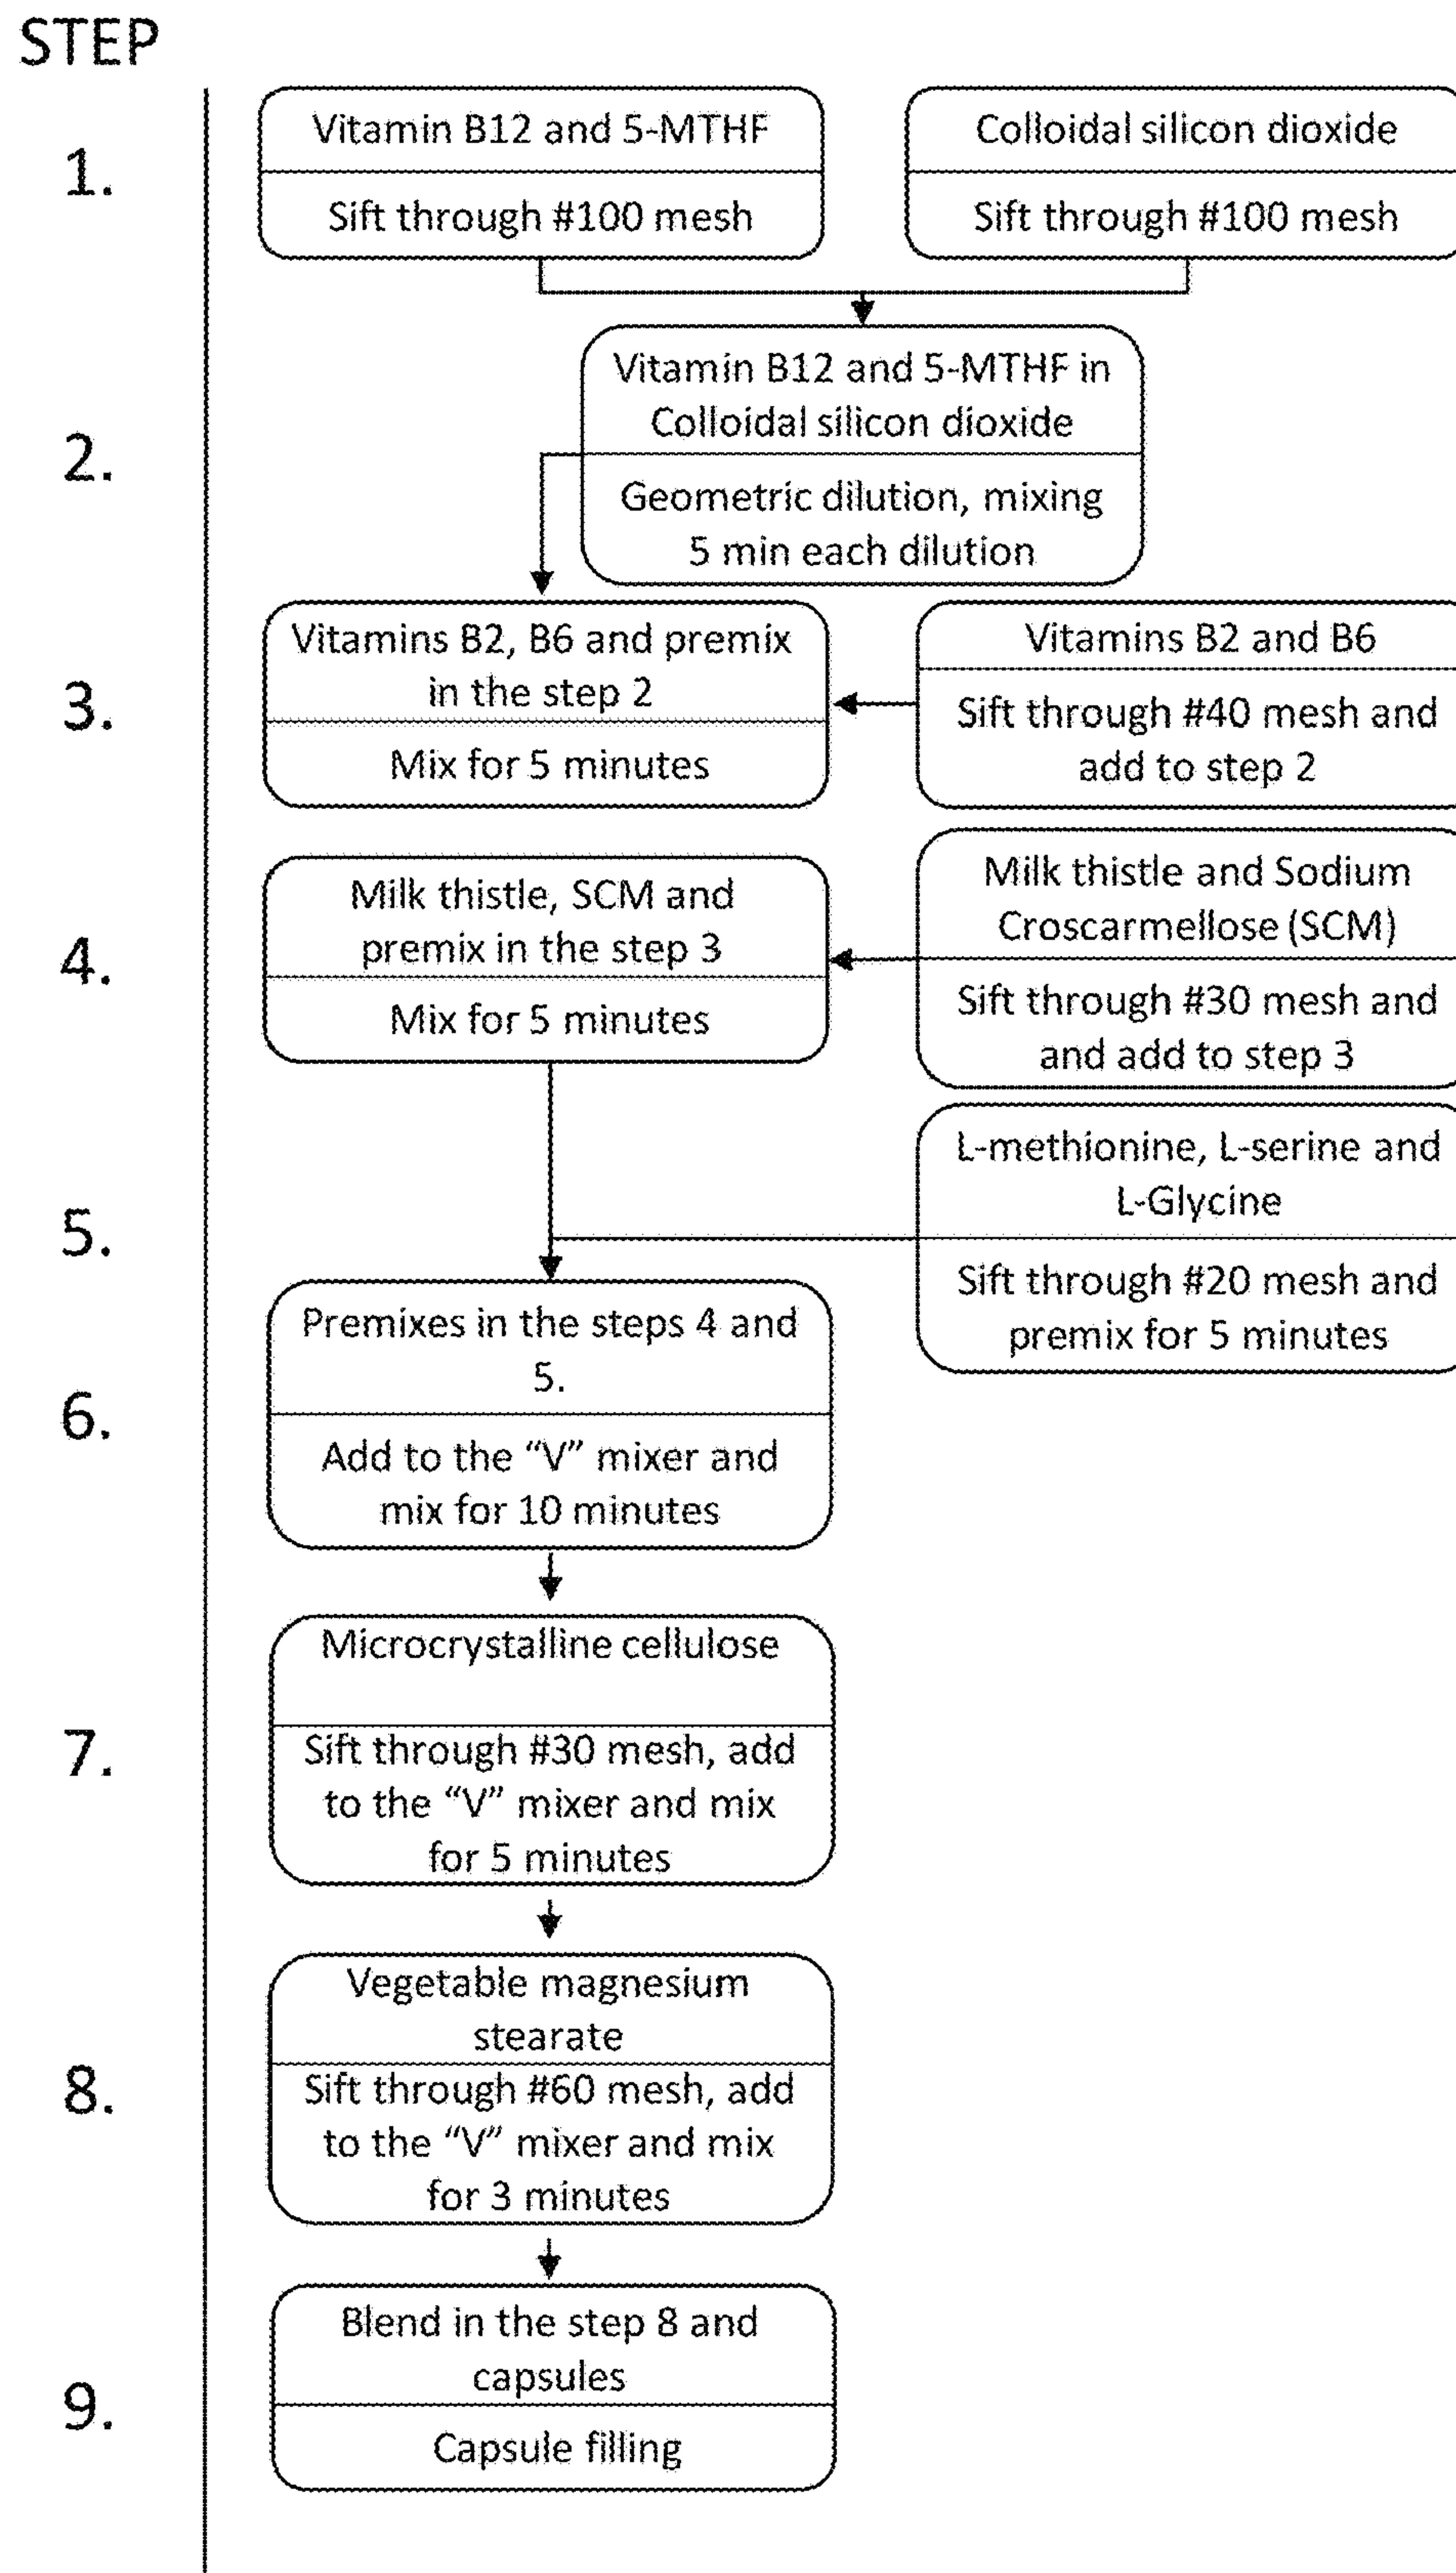 STEP
1.
Vitamin B12 and 5-MTHF
Sift through #100 mesh
Colloidal silicon dioxide
Sift through #100 mesh
2.
Vitamin B12 and 5-MTHF in
Colloidal silicon dioxide
Geometric dilution, mixing
5 min each dilution
3.
Vitamins B2, B6 and premix
in the step 2
Mix for 5 minutes
Vitamins B2 and B6
Sift through #40 mesh and
add to step 2
4.
Milk thistle, SCM and
premix in the step 3
Mix for 5 minutes
Milk thistle and Sodium
Croscarmellose (SCM)
Sift through #30 mesh and
and add to step 3
5.
L-methionine, L-serine and
L-Glycine
Sift through #20 mesh and
premix for 5 minutes
6.
Premixes in the steps 4 and
5.
Add to the “V” mixer and
mix for 10 minutes
7.
Microcrystalline cellulose
Sift through #30 mesh, add
to the “V” mixer and mix
for 5 minutes
8.
Vegetable magnesium
stearate
Sift through #60 mesh, add
to the “V” mixer and mix
for 3 minutes
9.
Blend in the step 8 and
capsules
Capsule filling